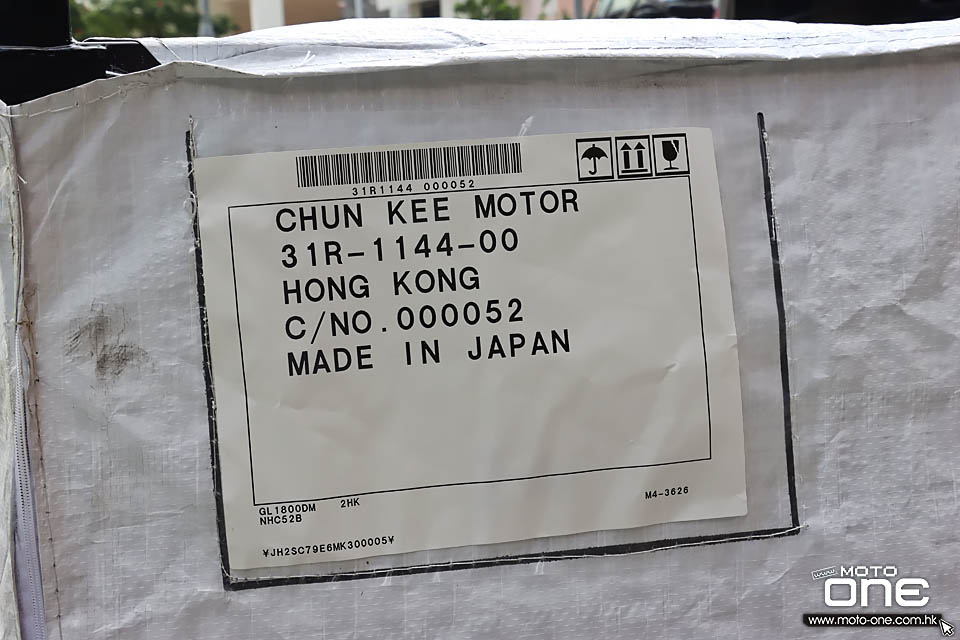 31R1144 000052
CHUN KEE MOTOR
31R-1144-00
HONG KONG
C/NO.000052
MADE IN JAPAN
GL1800DM 2HK
NHC52B
M4-3626
¥JH2SC79E6MK300005¥
www
MOTO
ONE
www.moto-one.com.hk